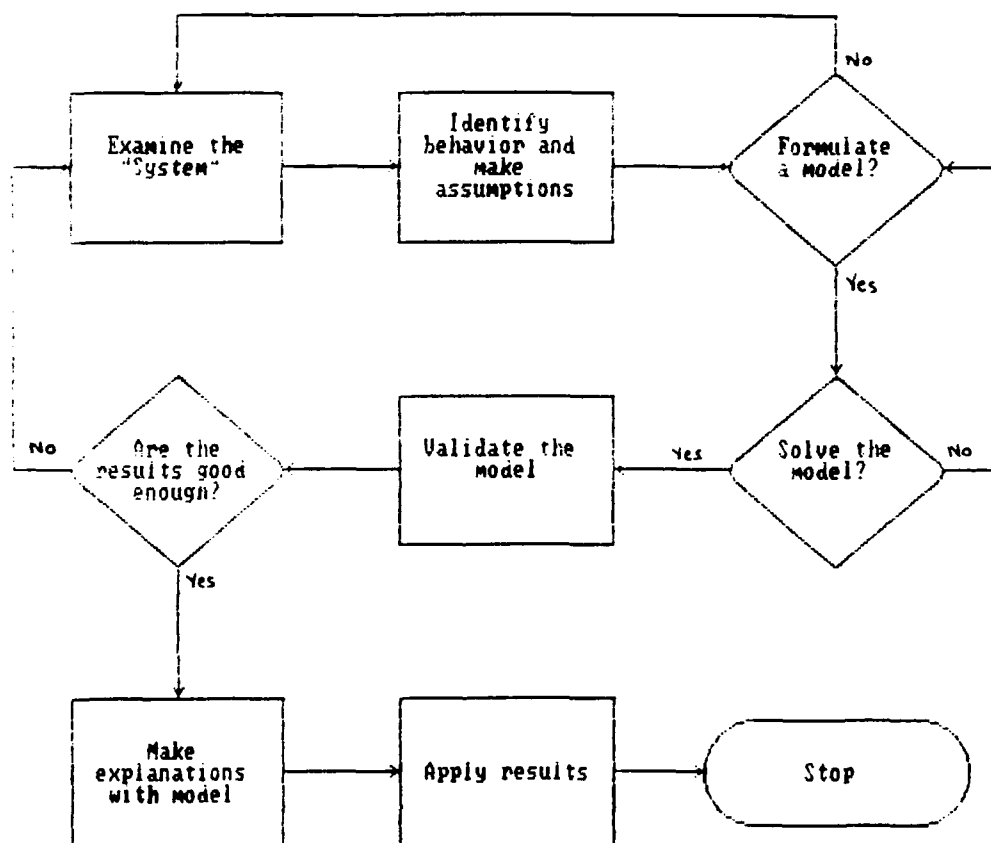 No
Examine the
"System"
Identify
behavior and
make
assumptions
Formulate
a model?
Yes
No
Are the
results good
enough?
Validate the
model
Yes
Solve the
model?
No
Yes
Make
explanations
with model
Apply results
Stop